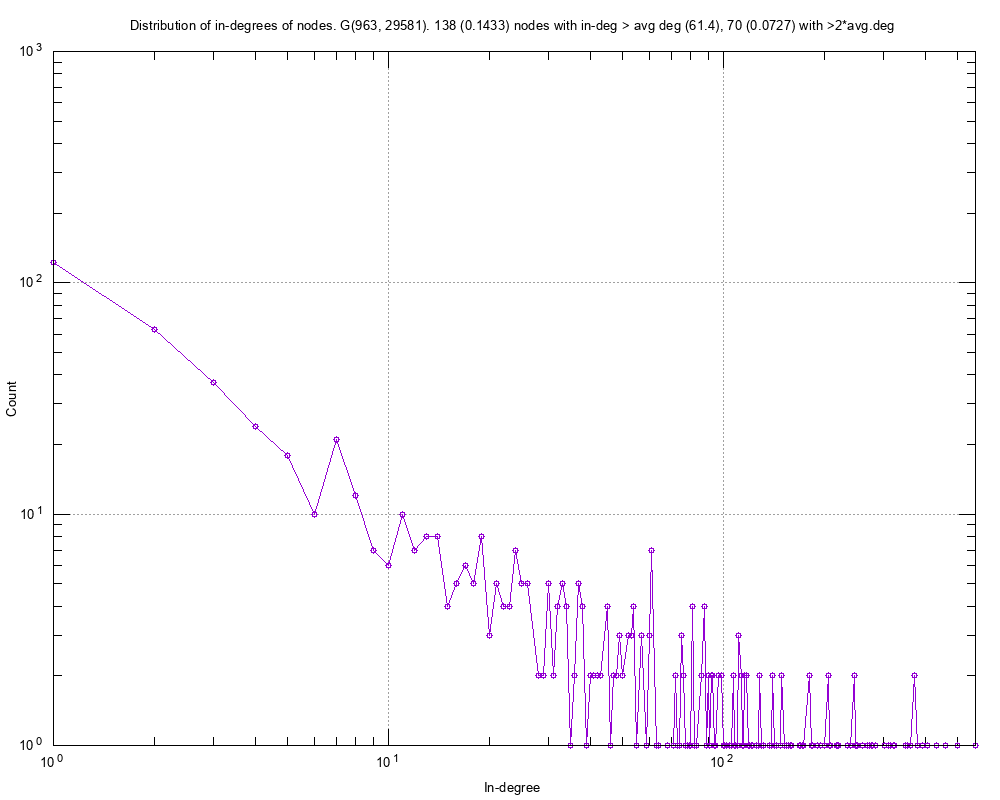 Distribution of in-degrees of nodes. G(963, 29581). 138 (0.1433) nodes with in-deg > avg deg (61.4), 70 (0.0727) with >2*avg.deg
10^3
10^2
10^1
10^0
Count
10^0 10^1 10^2
In-degree